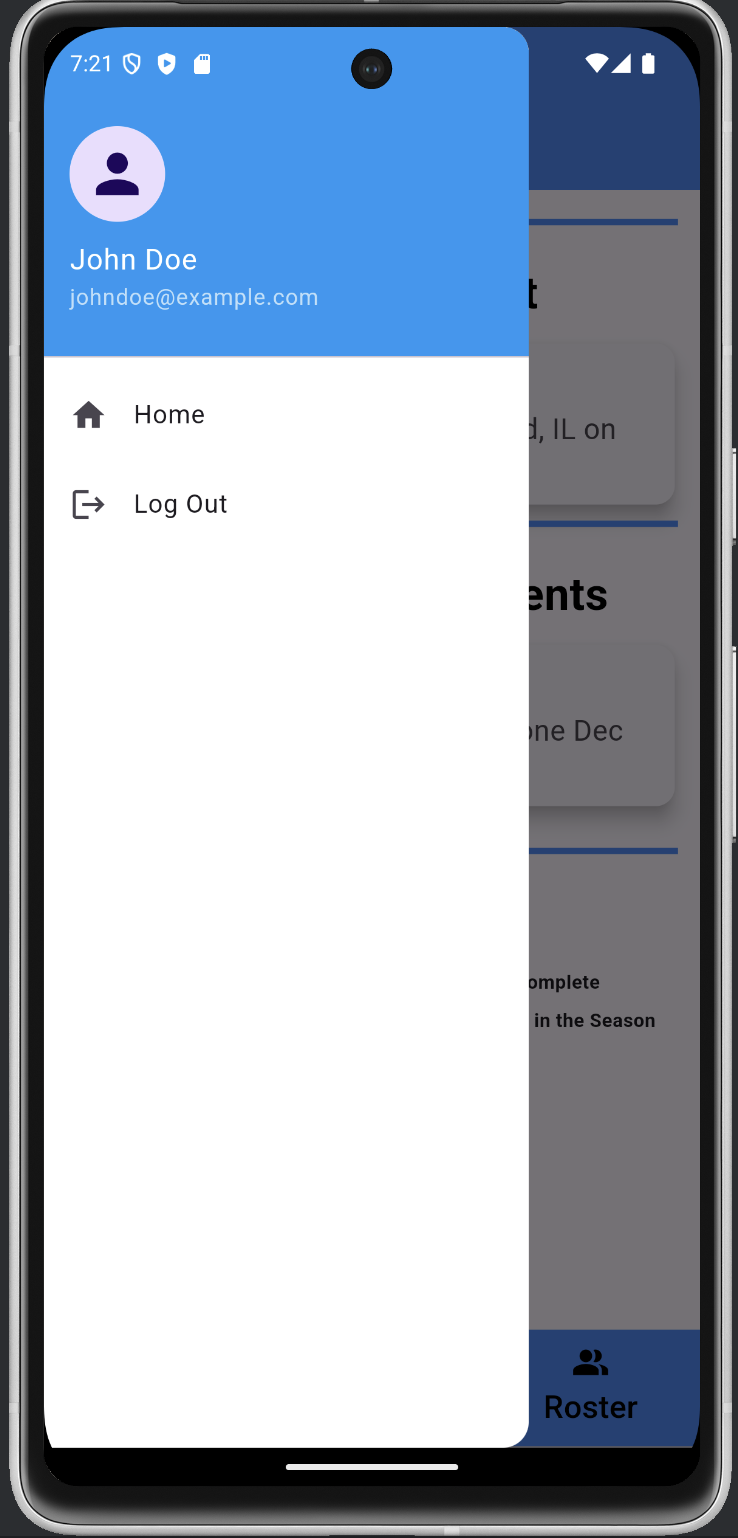 7:21
John Doe
johndoe@example.com
Home
Log Out
t
d, IL on
ents
one Dec
omplete
in the Season
Roster